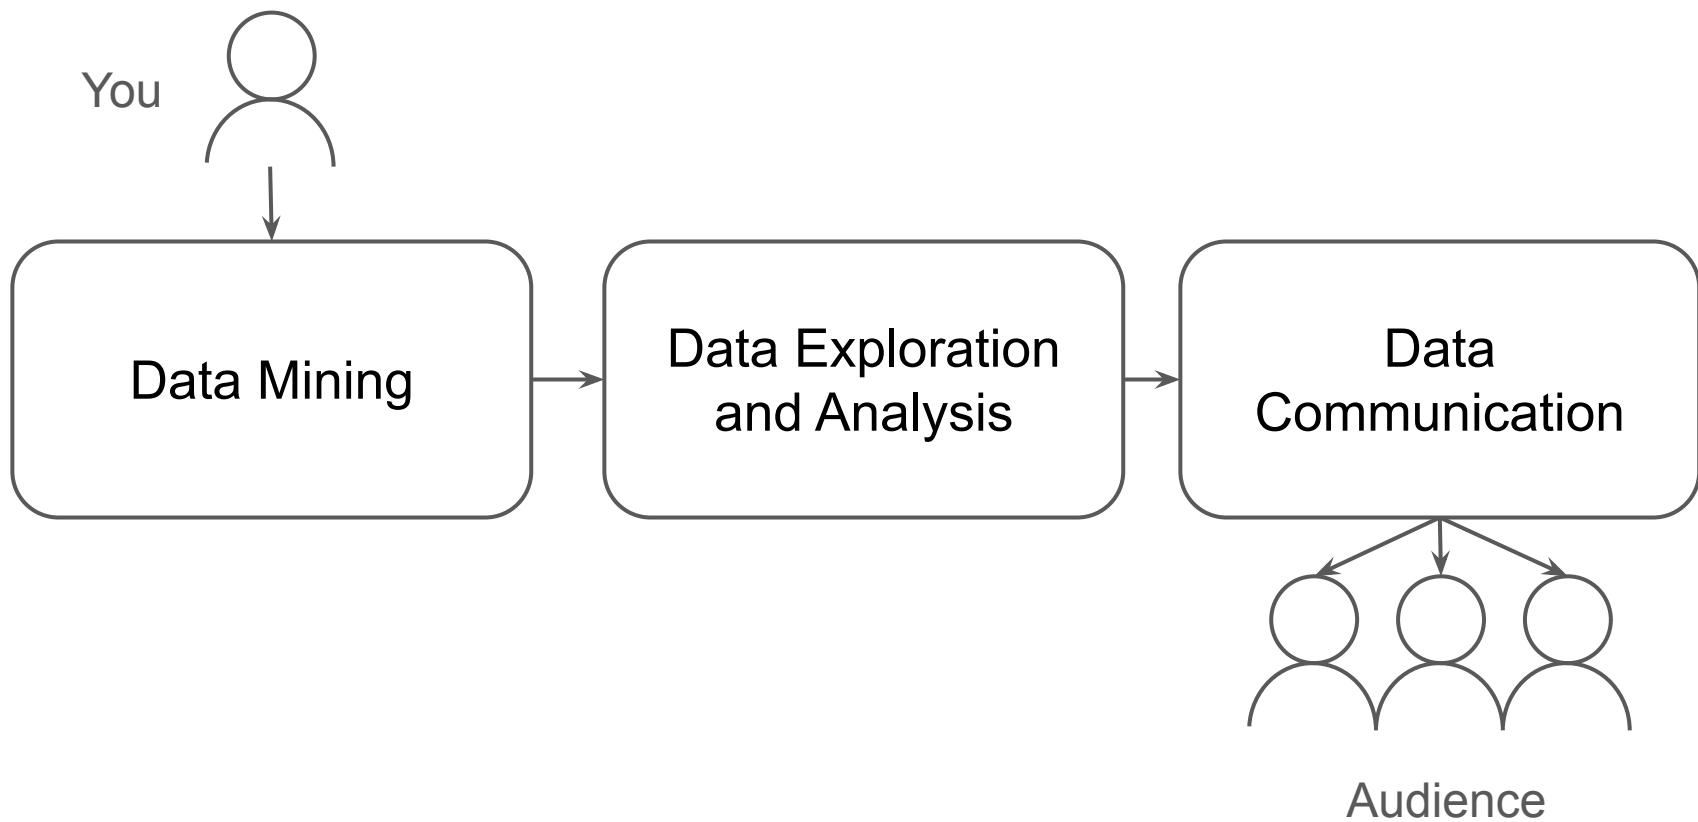 You
Data Mining
Data Exploration
and Analysis
Data
Communication
Audience